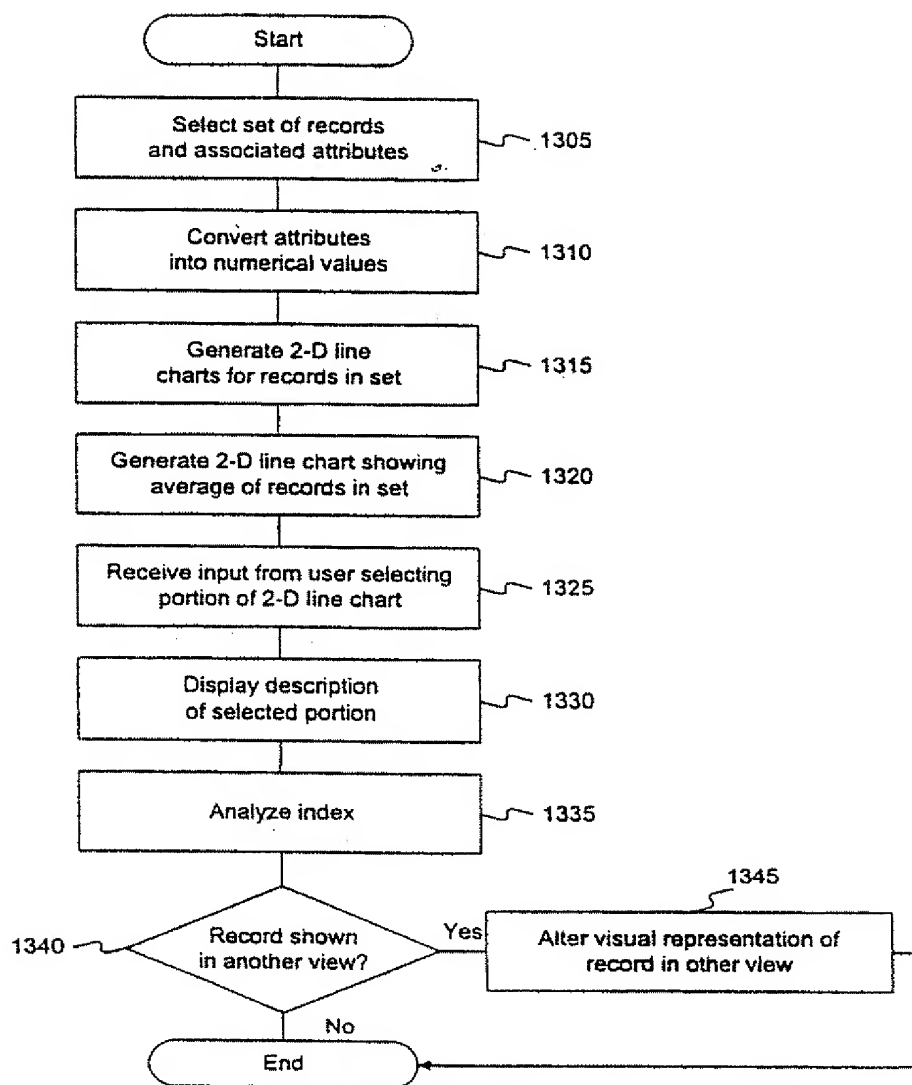 Start
Select set of records
and associated attributes
1305
Convert attributes
into numerical values
1310
Generate 2-D line
charts for records in set
1315
Generate 2-D line chart showing
average of records in set
1320
Receive input from user selecting
portion of 2-D line chart
1325
Display description
of selected portion
1330
Analyze index
1335
1345
1340
Record shown
in another view?
Yes
Alter visual representation of
record in other view
No
End